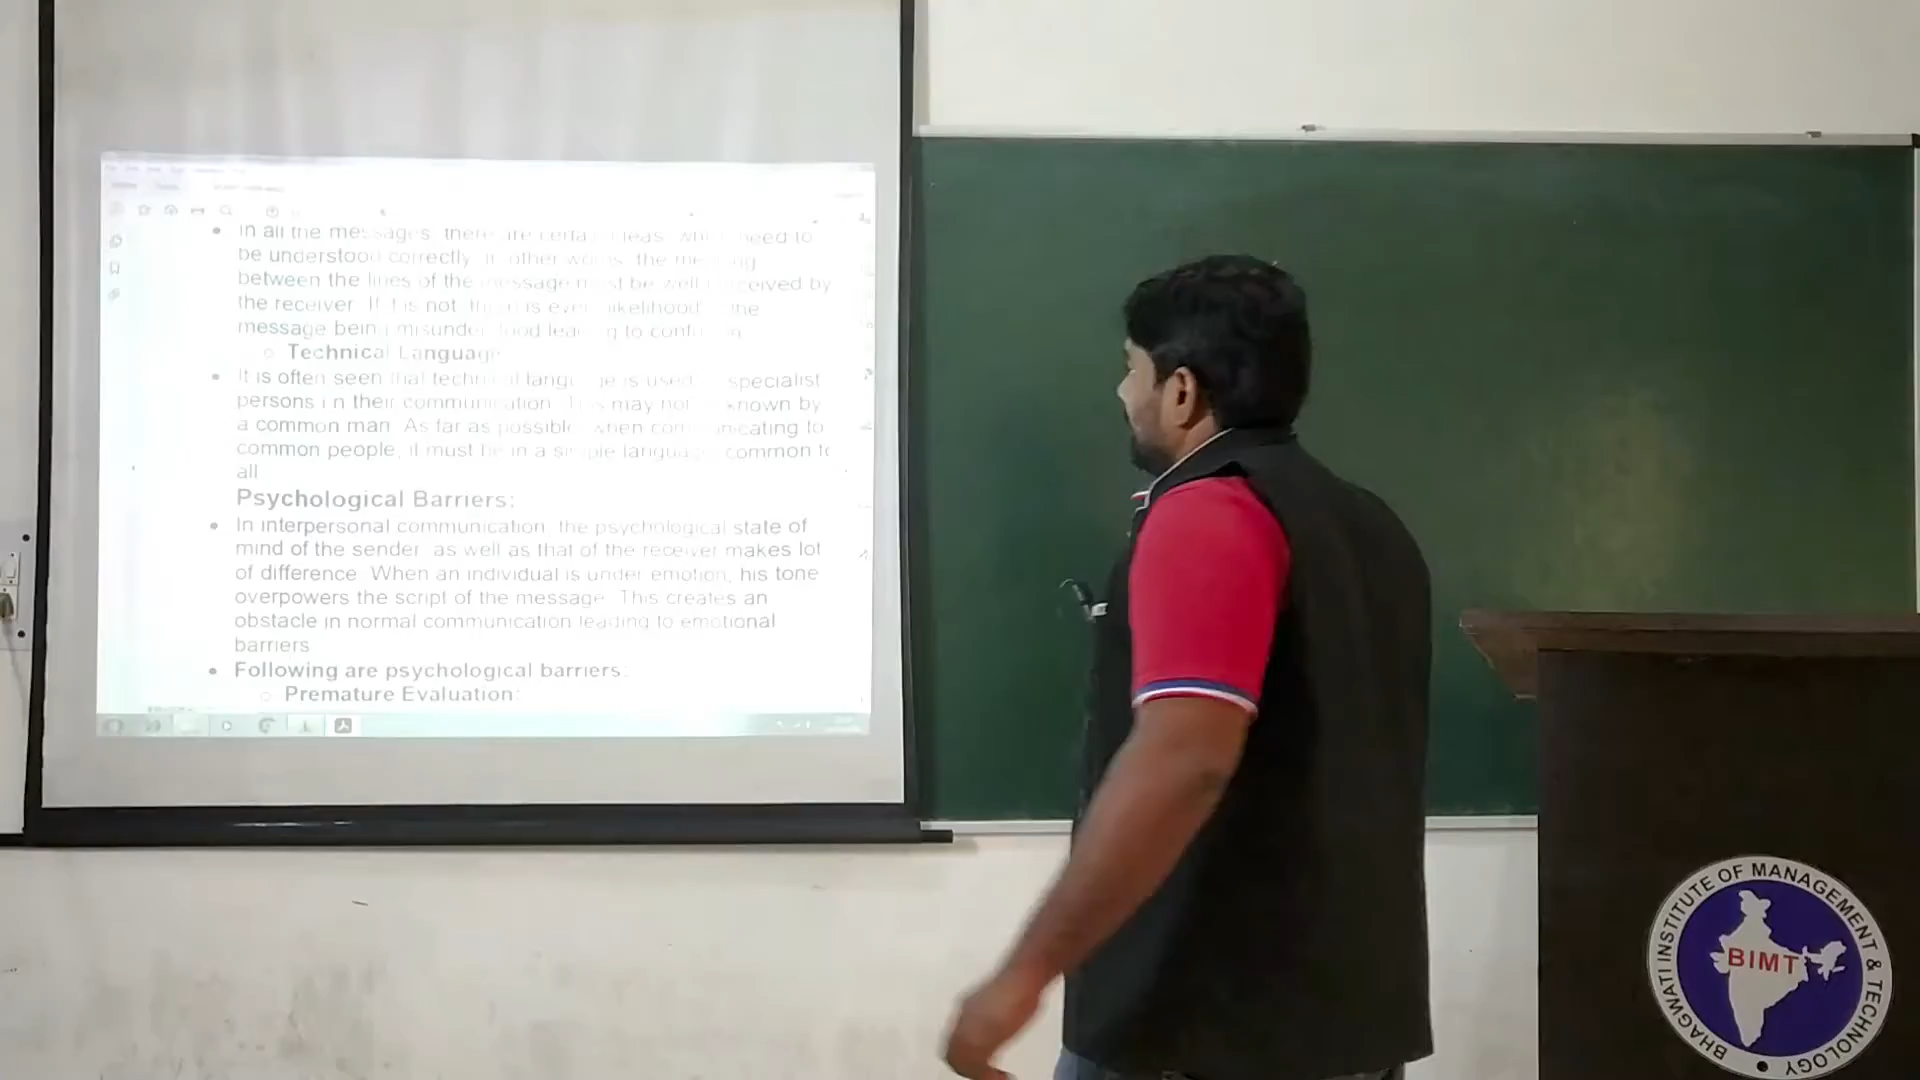 In all the messages, there are certain ideas, which need to
be understood correctly. In other words, the meaning
between the lines of the message must be well received by
the receiver. If it is not, there is every likelihood the
message being misunderstood leading to confusion
Technical Language
It is often seen that technical language is used specialist
persons i n their communication. This may not known by
a common man. As far as possible, when communicating to
common people, it must be in a simple language common to
all
Psychological Barriers:
In interpersonal communication, the psychological state of
mind of the sender, as well as that of the receiver makes lot
of difference. When an individual is under emotion, his tone
overpowers the script of the message. This creates an
obstacle in normal communication leading to emotional
barriers
Following are psychological barriers:
Premature Evaluation:
BHAGWATI INSTITUTE OF MANAGEMENT & TECHNOLOGY
BIMT